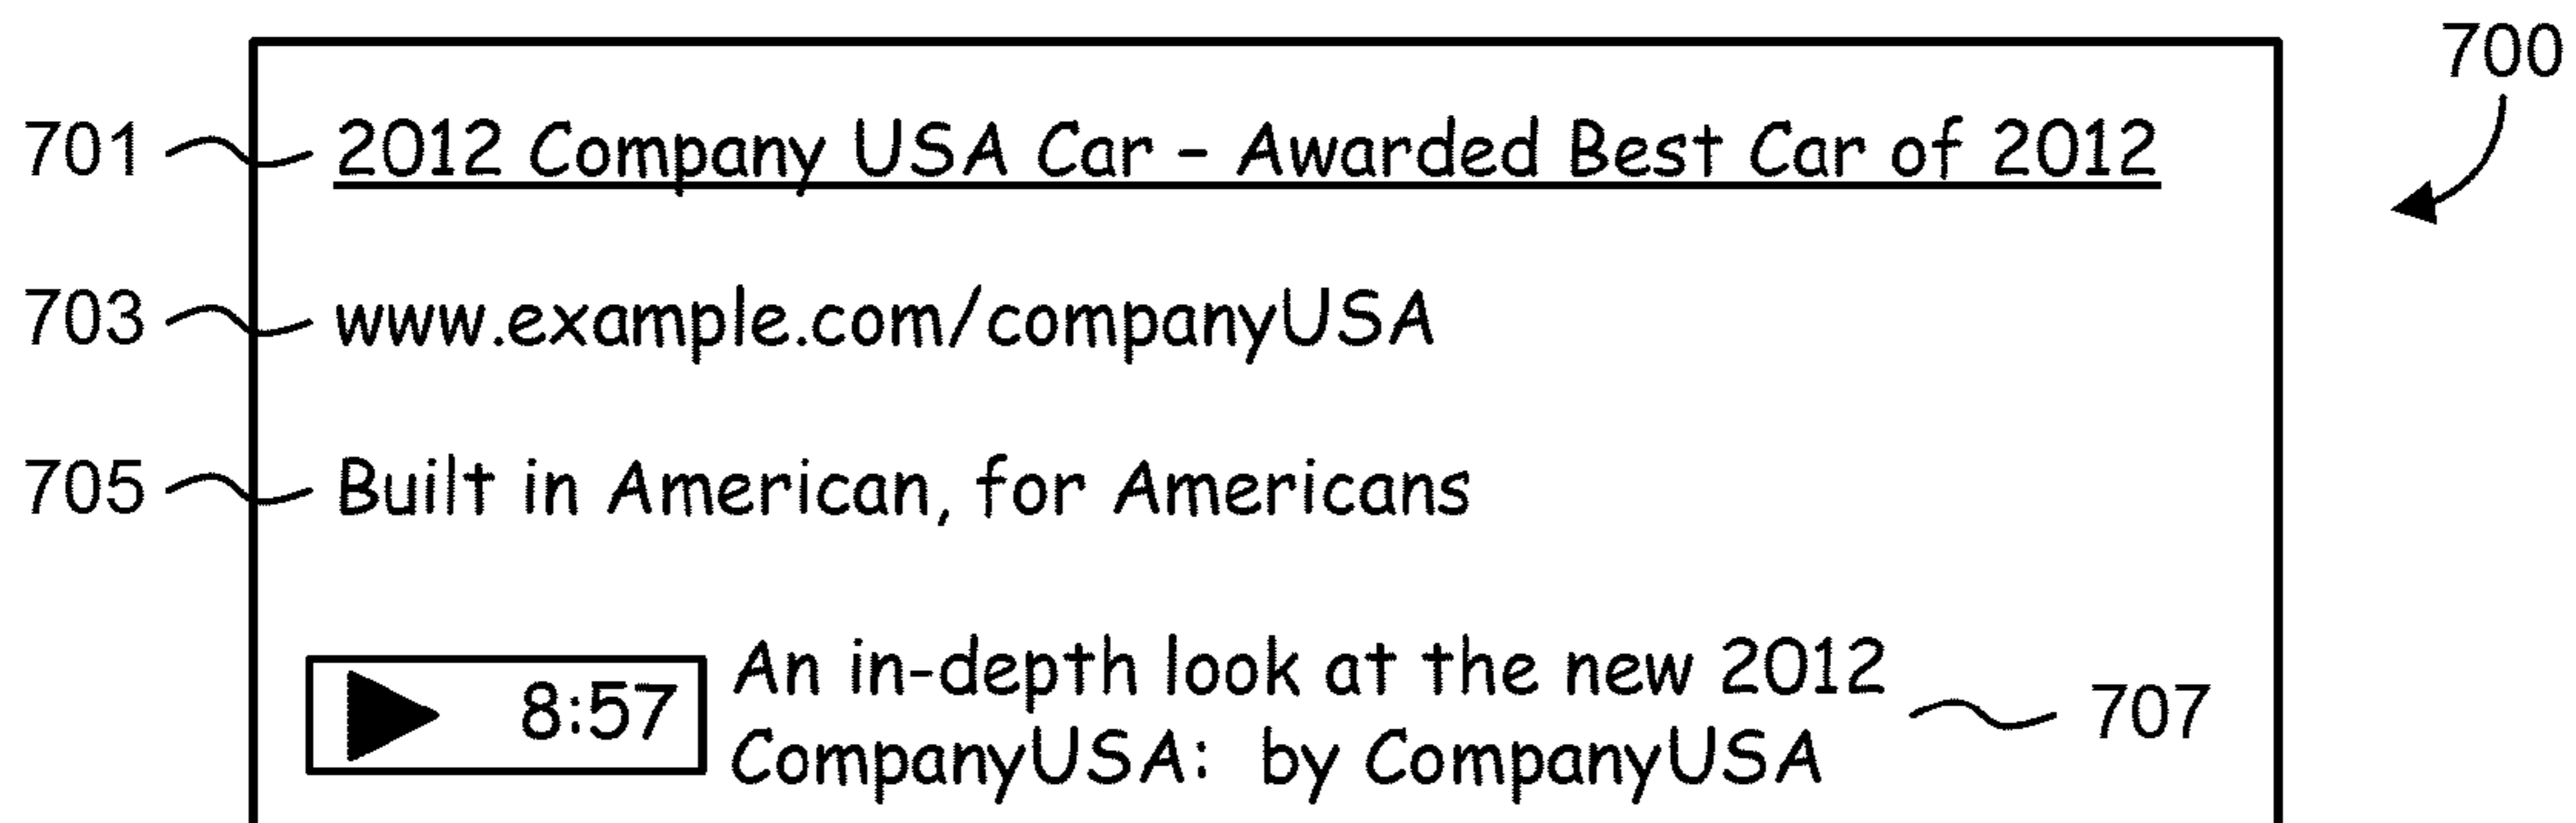 700
701 2012 Company USA Car - Awarded Best Car of 2012
703 www.example.com/companyUSA
705 Built in American, for Americans
8:57 An in-depth look at the new 2012
CompanyUSA: by CompanyUSA 707